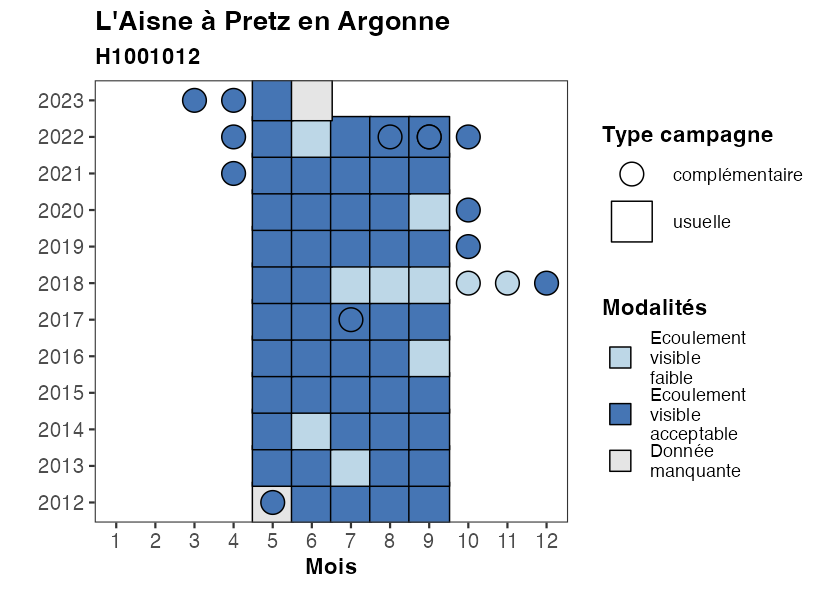 L'Aisne à Pretz en Argonne
H1001012
2023
2022
2021
2020
2019
2018
2017
2016
2015
2014
2013
2012
1 2 3 4 5 6 7 8 9 10 11 12
Mois
Type campagne
complémentaire
usuelle
Modalités
Ecoulement
visible
faible
Ecoulement
visible
acceptable
Donnée
manquante